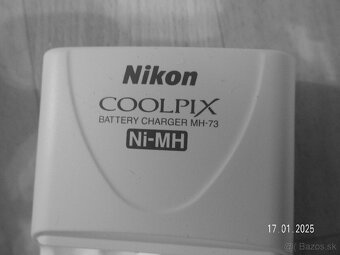 Nikon
COOLPIX
BATTERY CHARGER MH-73
Ni-MH
17.01.2025
Bazos.sk